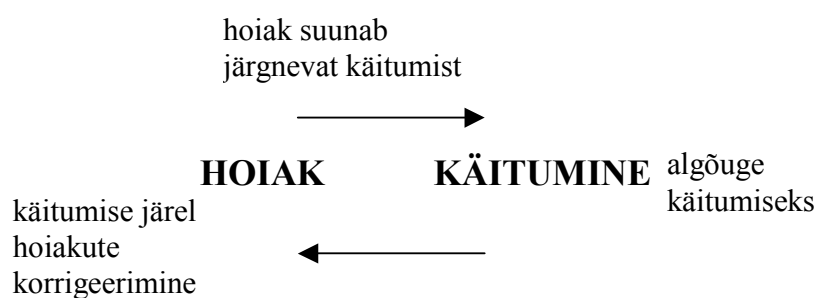 hoiak suunab
järgnevat käitumist
HOIAK
KÄITUMINE
algõuge
käitumiseks
käitumise järel
hoiakute
korrigeerimine